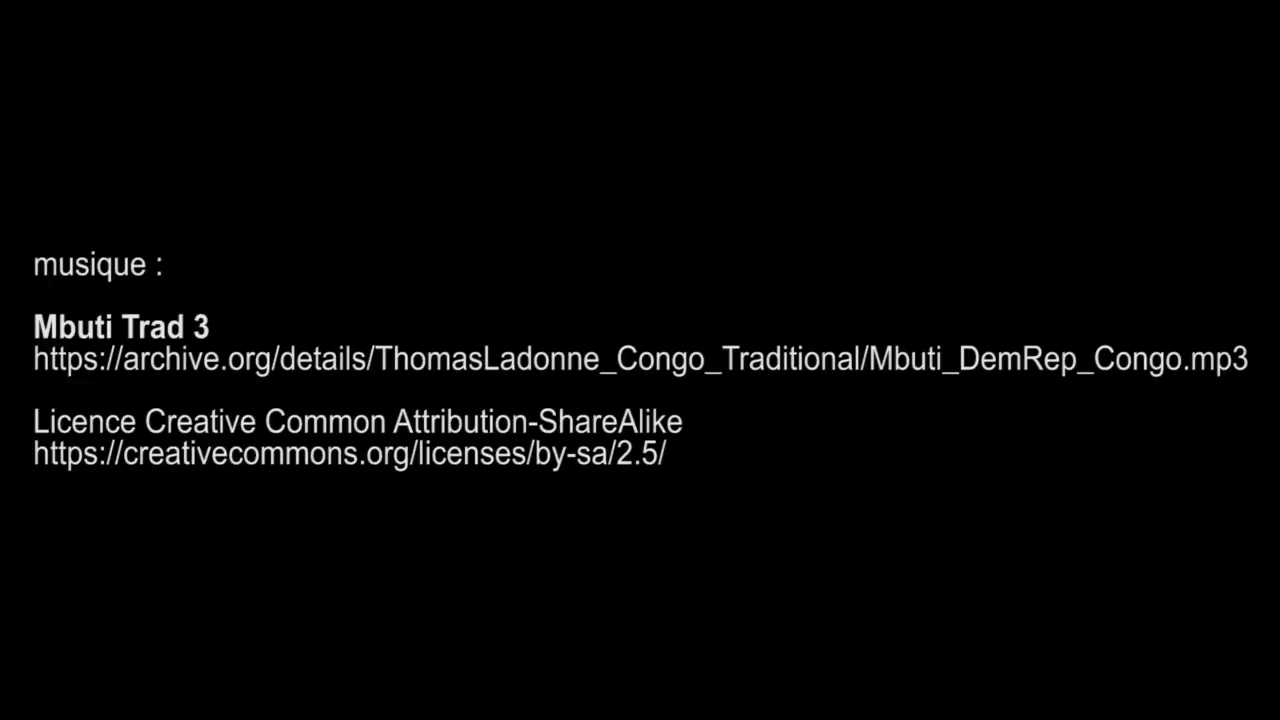 musique :
Mbuti Trad 3
https://archive.org/details/ThomasLadonne_Congo_Traditional/Mbuti_DemRep_Congo.mp3
Licence Creative Common Attribution-ShareAlike
https://creativecommons.org/licenses/by-sa/2.5/